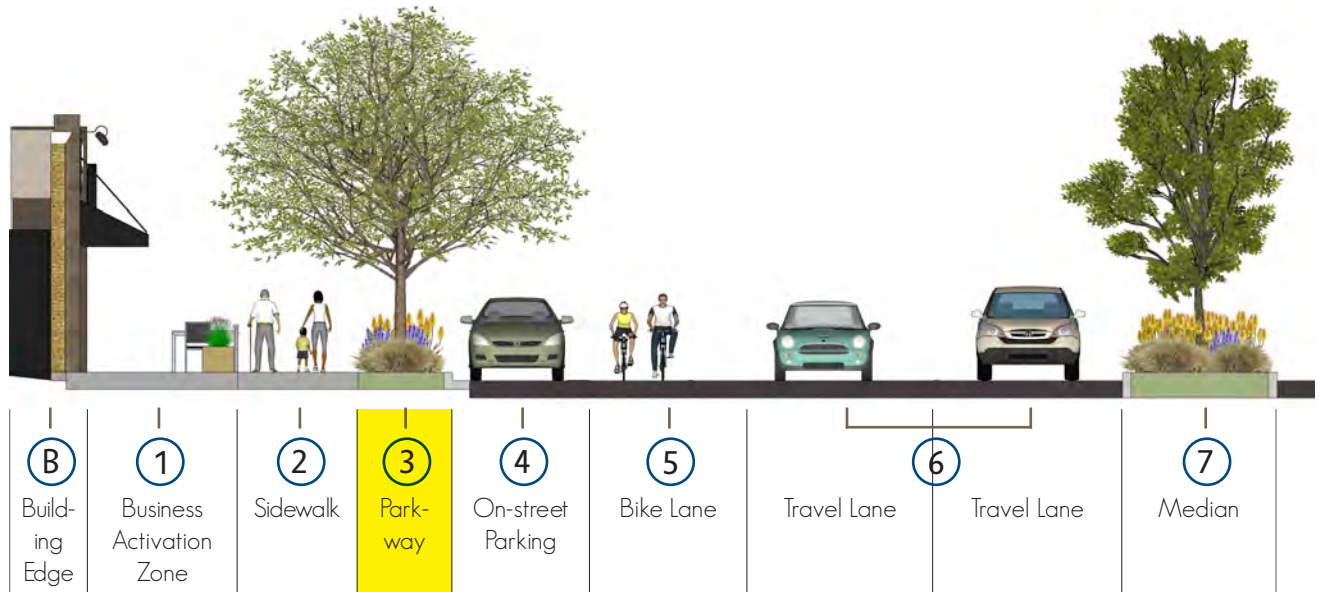 B
Build-
ing
Edge
1
Business
Activation
Zone
2
Sidewalk
3
Park-
way
4
On-street
Parking
5
Bike Lane
6
Travel Lane
Travel Lane
7
Median